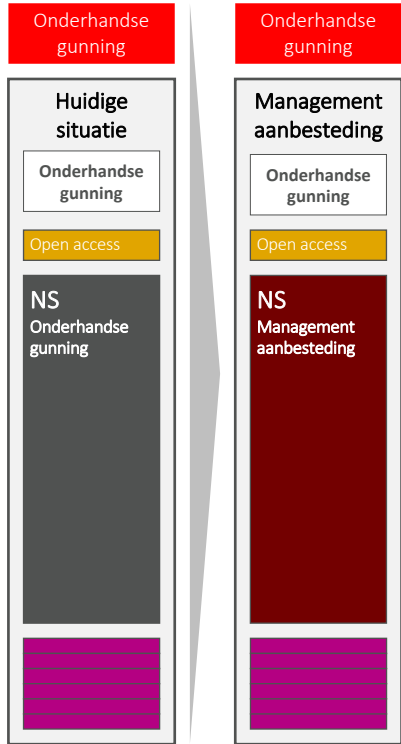 Onderhandse
gunning
Huidige
situatie
Onderhandse
gunning
Open access
NS
Onderhandse
gunning
Onderhandse
gunning
Management
aanbesteding
Onderhandse
gunning
Open access
NS
Management
aanbesteding